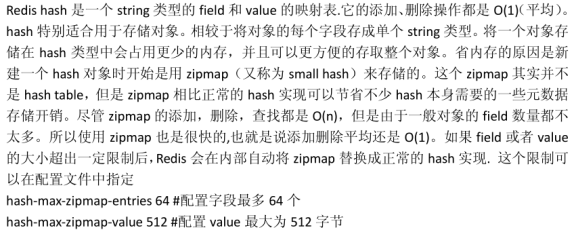 Redis hash 是一个 string 类型的 field 和 value 的映射表.它的添加、删除操作都是 O(1)(平均)。
hash 特别适合用于存储对象。相较于将对象的每个字段存成单个 string 类型。将一个对象存
储在 hash 类型中会占用更少的内存，并且可以更方便的存取整个对象。省内存的原因是新
建一个 hash 对象时开始是用 zipmap（又称为 small hash）来存储的。这个 zipmap 其实并不
是 hash table，但是 zipmap 相比正常的 hash 实现可以节省不少 hash 本身需要的一些元数据
存储开销。尽管 zipmap 的添加，删除，查找都是 O(n)，但是由于一般对象的 field 数量都不
太多。所以使用 zipmap 也是很快的,也就是说添加删除平均还是 O(1)。如果 field 或者 value
的大小超出一定限制后，Redis 会在内部自动将 zipmap 替换成正常的 hash 实现. 这个限制可
以在配置文件中指定
hash-max-zipmap-entries 64 #配置字段最多 64 个
hash-max-zipmap-value 512 #配置 value 最大为 512 字节